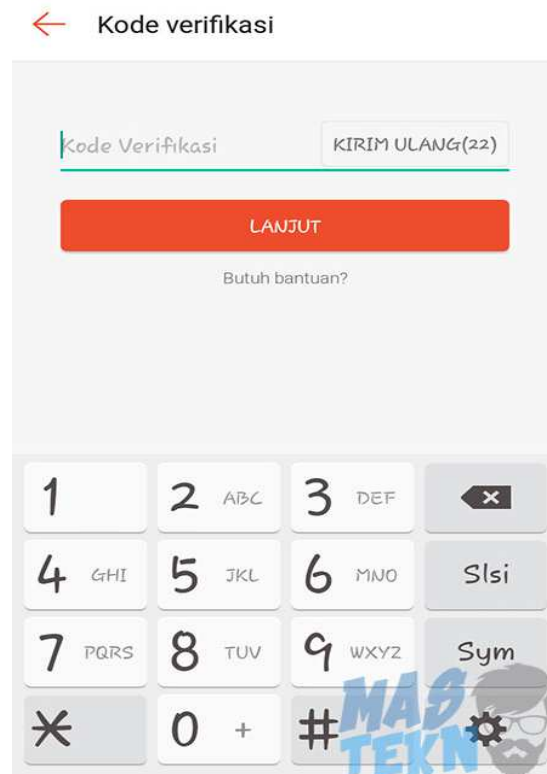 Kode verifikasi
Kode Verifikasi KIRIM ULANG(22)
LANJUT
Butuh bantuan?
1 2 ABC 3 DEF
4 GHI 5 JKL 6 MNO Slsi
7 PQRS 8 TUV 9 WXYZ Sym
* 0 + #
MAS
TEKN